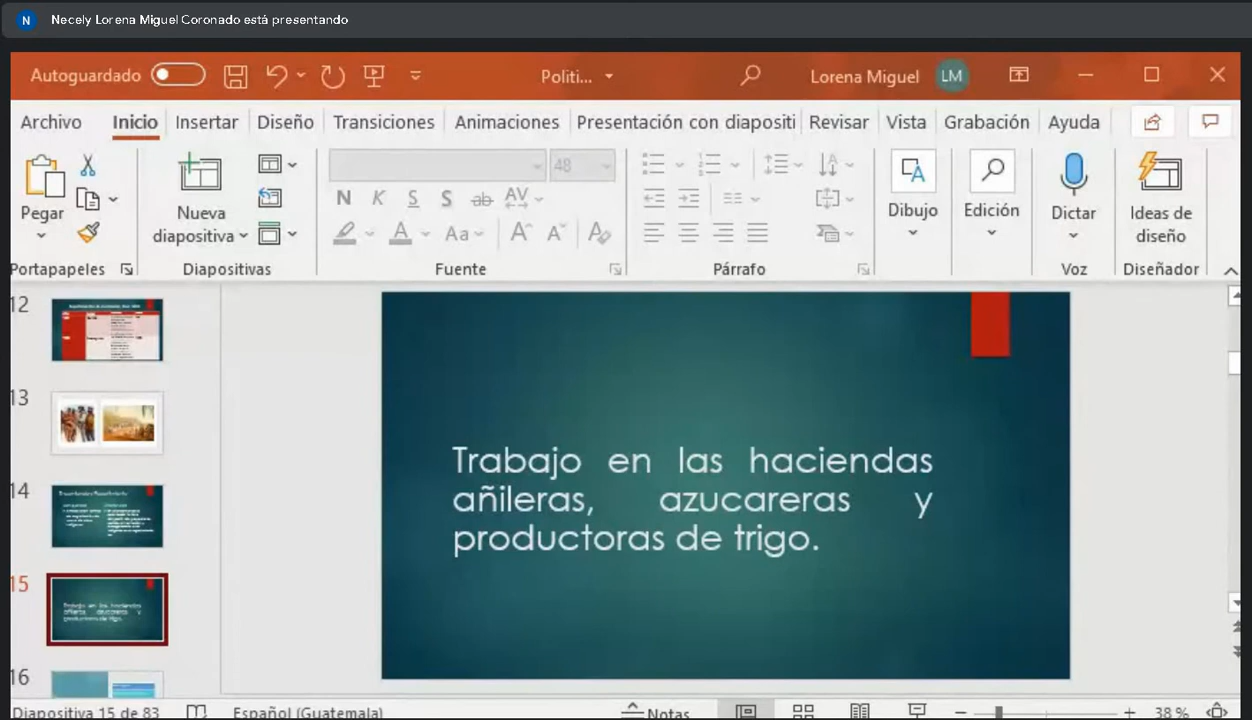 N Necely Lorena Miguel Coronado está presentando
Autoguardado Politi... Lorena Miguel LM
Archivo Inicio Insertar Diseño Transiciones Animaciones Presentación con diapositi Revisar Vista Grabación Ayuda
48
N K S S ab AV
Aa A A A
Pegar Nueva diapositiva Dibujo Edición Dictar Ideas de diseño
Portapapeles Diapositivas Fuente Párrafo Voz Diseñador
12
13
14
15
16
Trabajo en las haciendas
añileras, azucareras y
productoras de trigo.
Diapositiva 15 de 83 Español (Guatemala) Notas 38 %